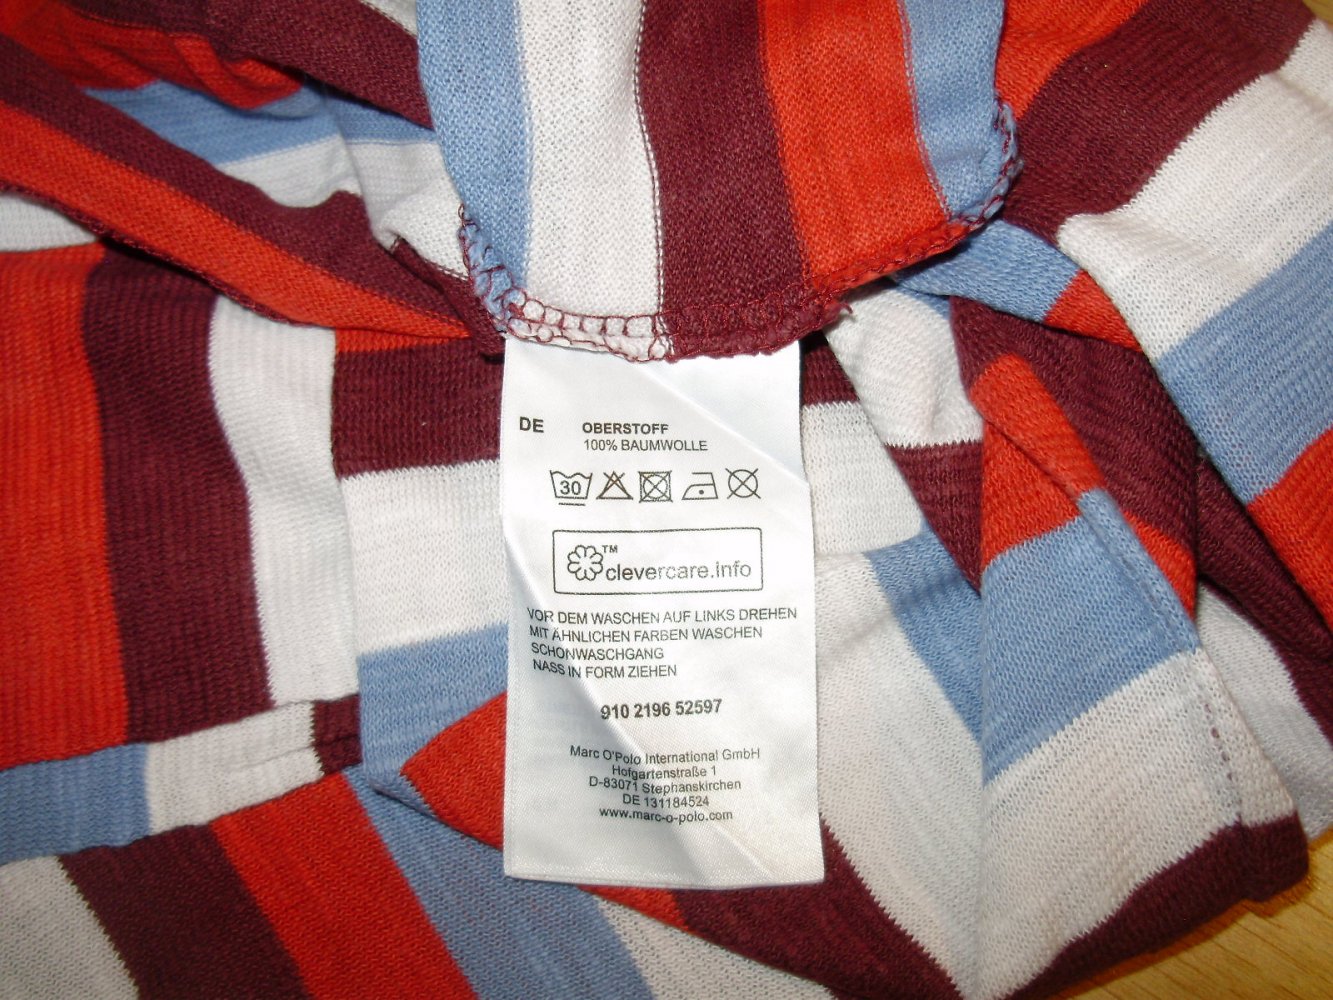 DE OBERSTOFF
100% BAUMWOLLE
30
™
clevercare.info
VOR DEM WASCHEN AUF LINKS DREHEN
MIT ÄHNLICHEN FARBEN WASCHEN
SCHONWASCHGANG
NASS IN FORM ZIEHEN
910 2196 52597
Marc O'Polo International GmbH
Hofgartenstraße 1
D-83071 Stephanskirchen
DE 131184524
www.marc-o-polo.com